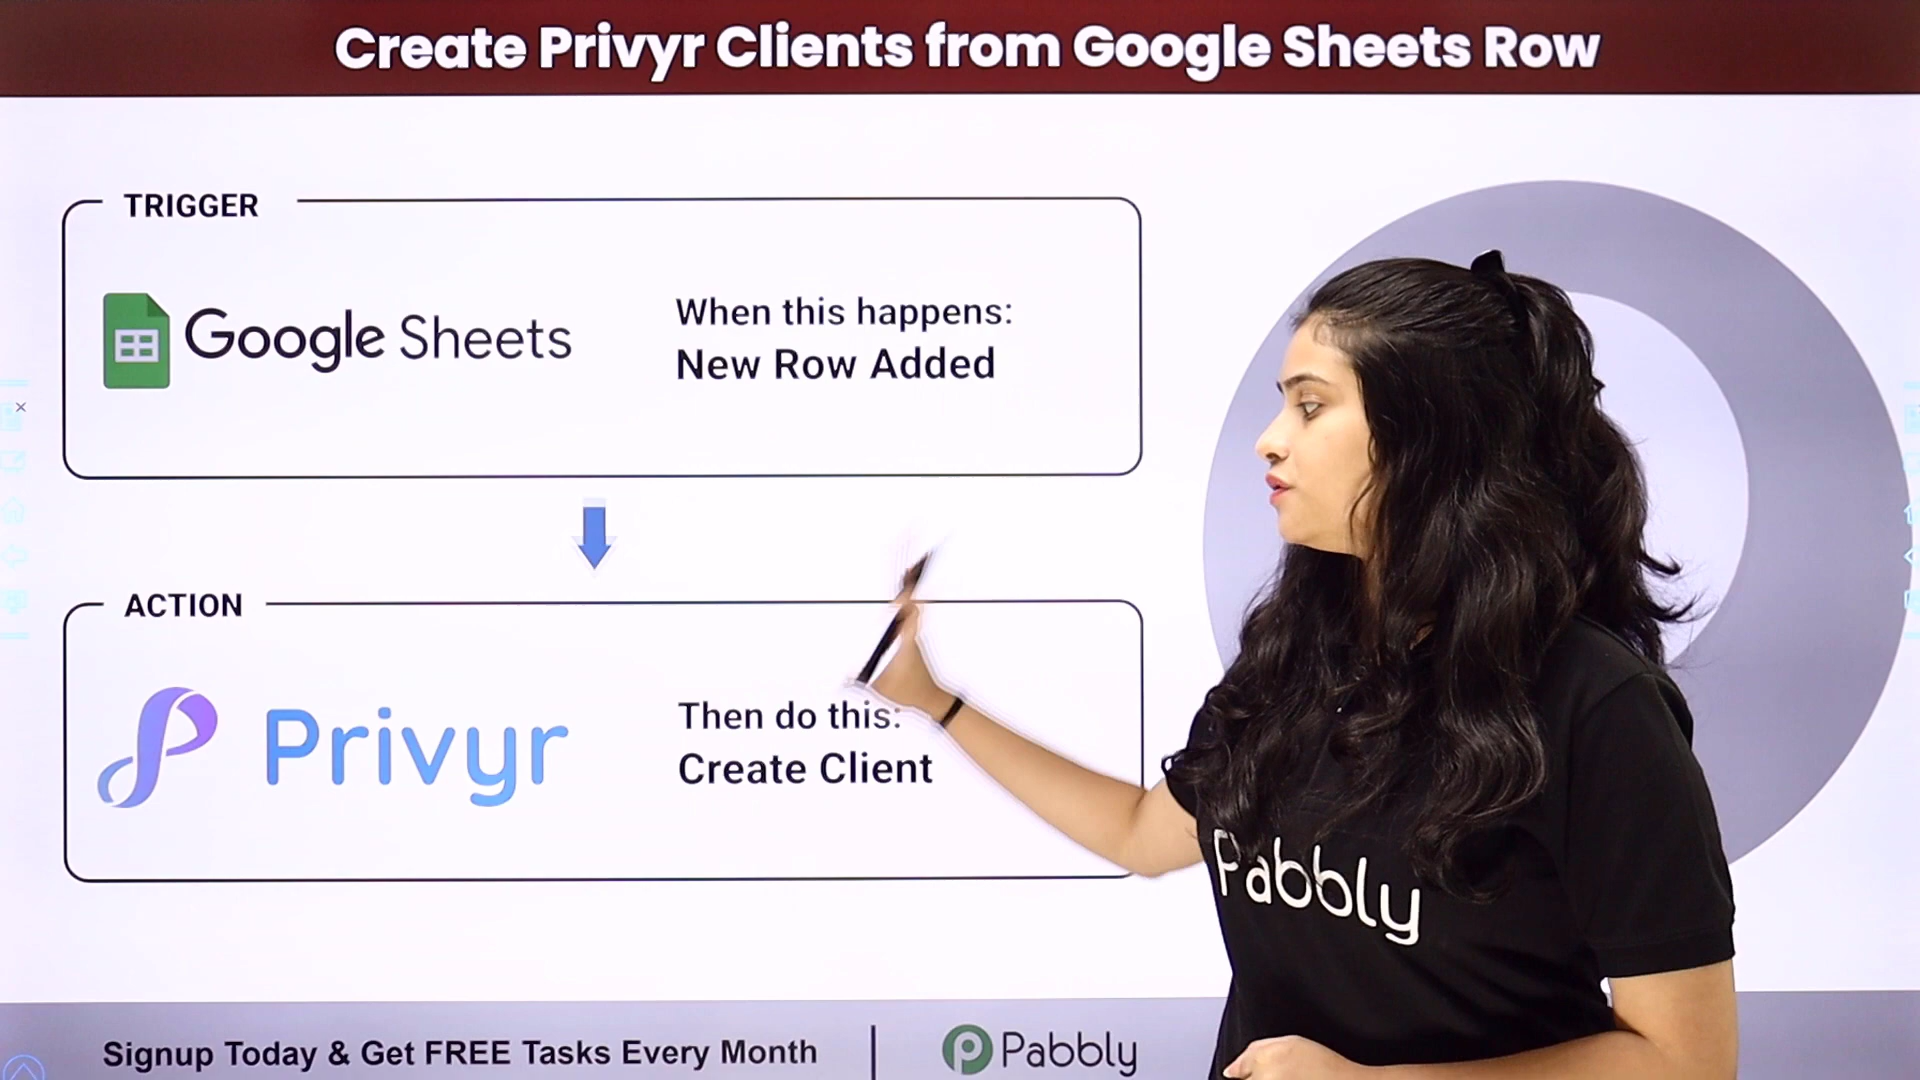 Create Privyr Clients from Google Sheets Row
TRIGGER
Google Sheets
When this happens:
New Row Added
ACTION
Privyr
Then do this:
Create Client
Pabbly
Signup Today & Get FREE Tasks Every Month
Pabbly